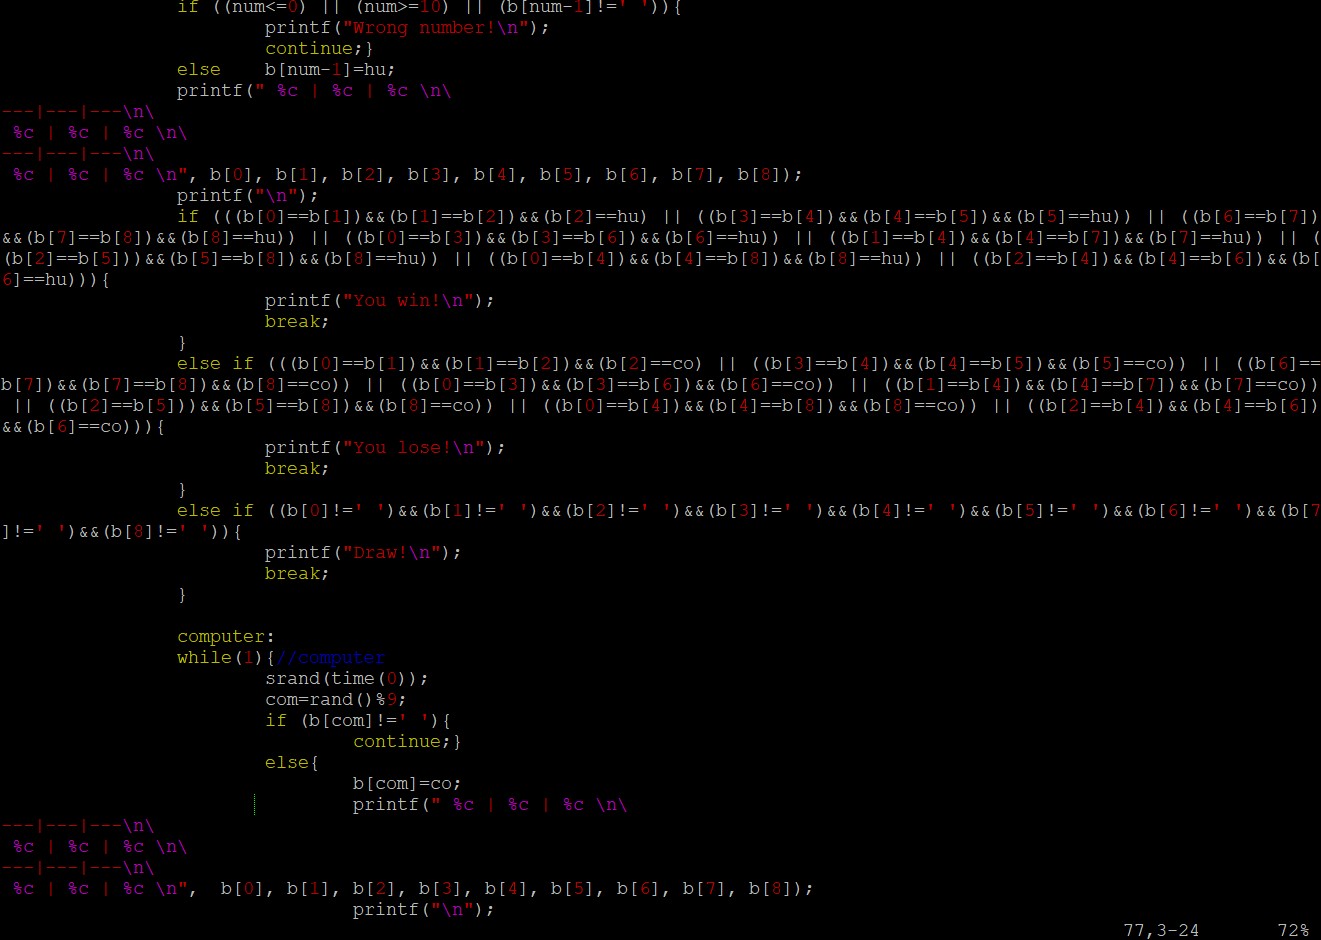 if ((num<=0) || (num>=10) || (b[num-1]!=' ')){
                        printf("Wrong number!\n");
                        continue;}
                else    b[num-1]=hu;
                printf(" %c | %c | %c \n\
---|---|---\n\
 %c | %c | %c \n\
---|---|---\n\
 %c | %c | %c \n", b[0], b[1], b[2], b[3], b[4], b[5], b[6], b[7], b[8]);
                printf("\n");
                if (((b[0]==b[1])&&(b[1]==b[2])&&(b[2]==hu) || ((b[3]==b[4])&&(b[4]==b[5])&&(b[5]==hu)) || ((b[6]==b[7])
&&(b[7]==b[8])&&(b[8]==hu)) || ((b[0]==b[3])&&(b[3]==b[6])&&(b[6]==hu)) || ((b[1]==b[4])&&(b[4]==b[7])&&(b[7]==hu)) || (
(b[2]==b[5]))&&(b[5]==b[8])&&(b[8]==hu)) || ((b[0]==b[4])&&(b[4]==b[8])&&(b[8]==hu)) || ((b[2]==b[4])&&(b[4]==b[6])&&(b[
6]==hu))){
                        printf("You win!\n");
                        break;
                }
                else if (((b[0]==b[1])&&(b[1]==b[2])&&(b[2]==co) || ((b[3]==b[4])&&(b[4]==b[5])&&(b[5]==co)) || ((b[6]==
b[7])&&(b[7]==b[8])&&(b[8]==co)) || ((b[0]==b[3])&&(b[3]==b[6])&&(b[6]==co)) || ((b[1]==b[4])&&(b[4]==b[7])&&(b[7]==co))
 || ((b[2]==b[5]))&&(b[5]==b[8])&&(b[8]==co)) || ((b[0]==b[4])&&(b[4]==b[8])&&(b[8]==co)) || ((b[2]==b[4])&&(b[4]==b[6])
&&(b[6]==co))){
                        printf("You lose!\n");
                        break;
                }
                else if ((b[0]!=' ')&&(b[1]!=' ')&&(b[2]!=' ')&&(b[3]!=' ')&&(b[4]!=' ')&&(b[5]!=' ')&&(b[6]!=' ')&&(b[7
]!=' ')&&(b[8]!=' ')){
                        printf("Draw!\n");
                        break;
                }

                computer:
                while(1){//computer
                        srand(time(0));
                        com=rand()%9;
                        if (b[com]!=' '){
                                continue;}
                        else{
                                b[com]=co;
                                printf(" %c | %c | %c \n\
---|---|---\n\
 %c | %c | %c \n\
---|---|---\n\
 %c | %c | %c \n",  b[0], b[1], b[2], b[3], b[4], b[5], b[6], b[7], b[8]);
                                printf("\n");
77,3-24 72%